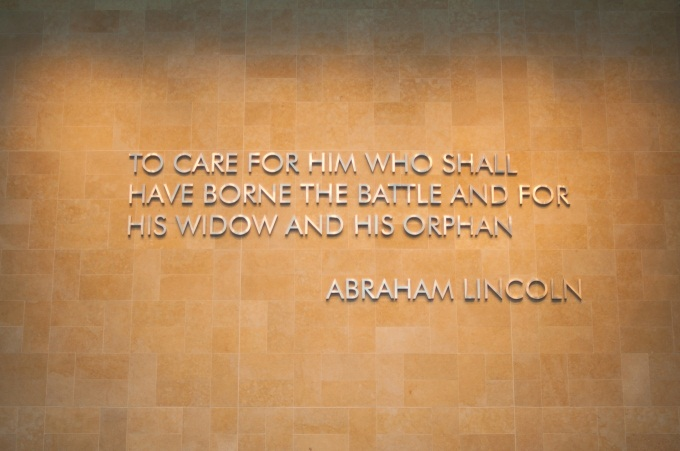 TO CARE FOR HIM WHO SHALL
HAVE BORNE THE BATTLE AND FOR
HIS WIDOW AND HIS ORPHAN
ABRAHAM LINCOLN